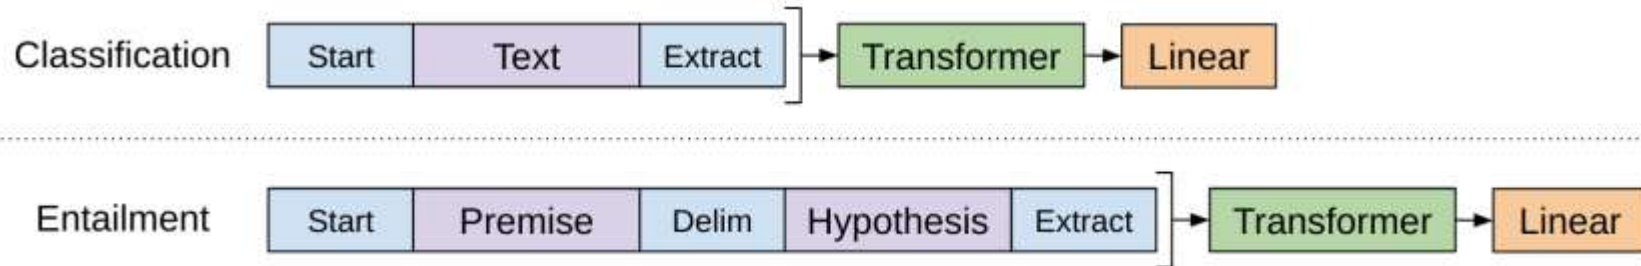 Classification Start Text Extract Transformer Linear
Entailment Start Premise Delim Hypothesis Extract Transformer Linear